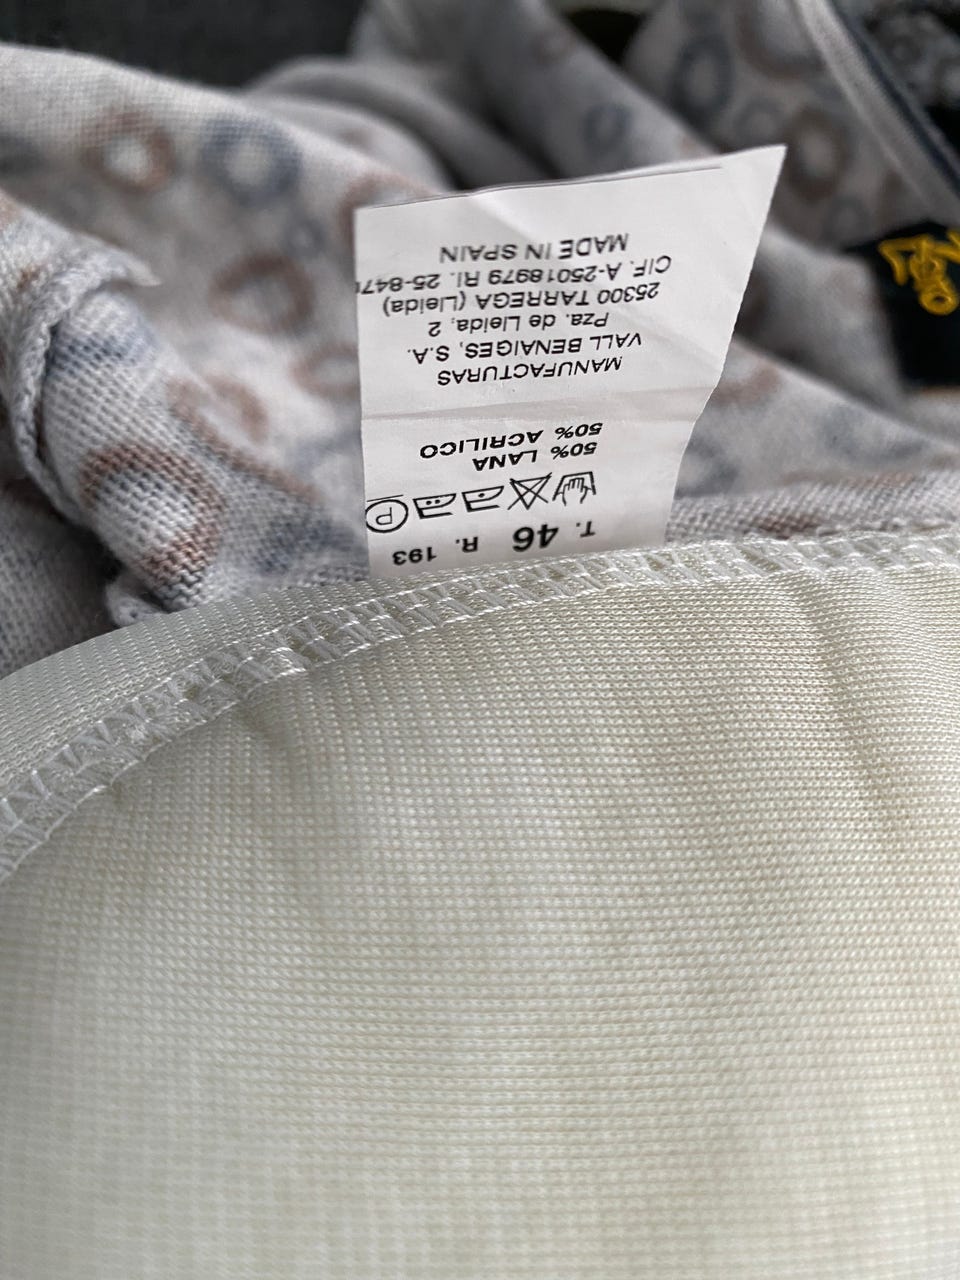 T. 46 R. 193
50% LANA
50% ACRILICO
MANUFACTURAS
VALL BENAIGES, S.A.
Pza. de Lleida, 2
25300 TARREGA (Lleida)
CIF. A-25018979 RI. 25-847
MADE IN SPAIN